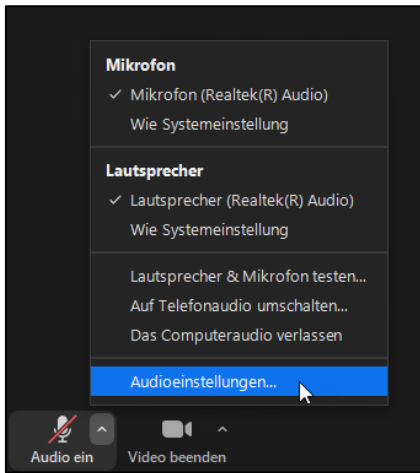 Mikrofon
Mikrofon (Realtek(R) Audio)
Wie Systemeinstellung
Lautsprecher
Lautsprecher (Realtek(R) Audio)
Wie Systemeinstellung
Lautsprecher & Mikrofon testen...
Auf Telefonaudio umschalten...
Das Computeraudio verlassen
Audioeinstellungen...
Audio ein
Video beenden